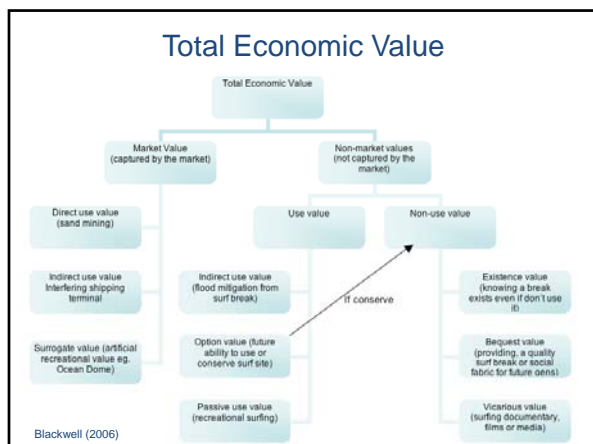 Total Economic Value
Total Economic Value
Market Value
(captured by the market)
Non-market values
(not captured by the
market)
Direct use value
(sand mining)
Indirect use value
Interfering shipping
terminal
Surrogate value (artificial
recreational value eg.
Ocean Dome)
Use value
Non-use value
Indirect use value
(flood mitigation from
surf break)
Option value (future
ability to use or
conserve surf site)
Passive use value
(recreational surfing)
If conserve
Existence value
(knowing a break
exists even if don't use
it)
Bequest value
(providing, a quality
surf break or social
fabric for future gens)
Vicarious value
(surfing documentary,
films or media)
Blackwell (2006)